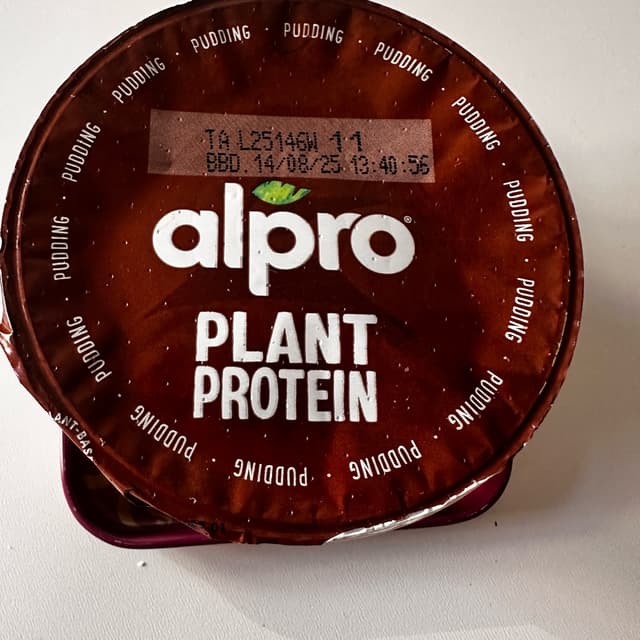 TA L25146W 11
BBD. 14/08/25 13:40:56
alpro®
PLANT
PROTEIN
PUDDING · PUDDING · PUDDING · PUDDING · PUDDING · PUDDING · PUDDING · PUDDING · PUDDING · PUDDING · PUDDING · PUDDING · PUDDING · PUDDING · PUDDING